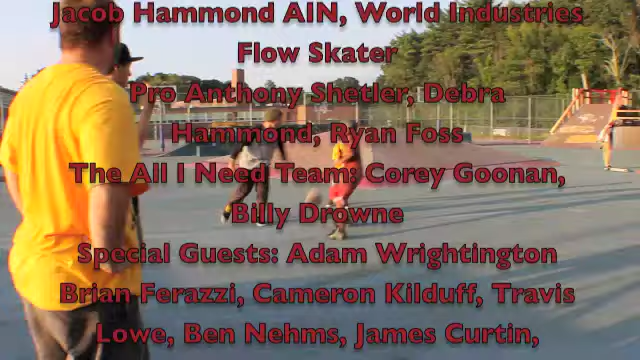 Jacob Hammond AIN, World Industries
Flow Skater
Pro Anthony Shetler, Debra
Hammond, Ryan Foss
The All I Need Team: Corey Goonan,
Billy Drowne
Special Guests: Adam Wrightington
Brian Ferazzi, Cameron Kilduff, Travis
Lowe, Ben Nehms, James Curtin,